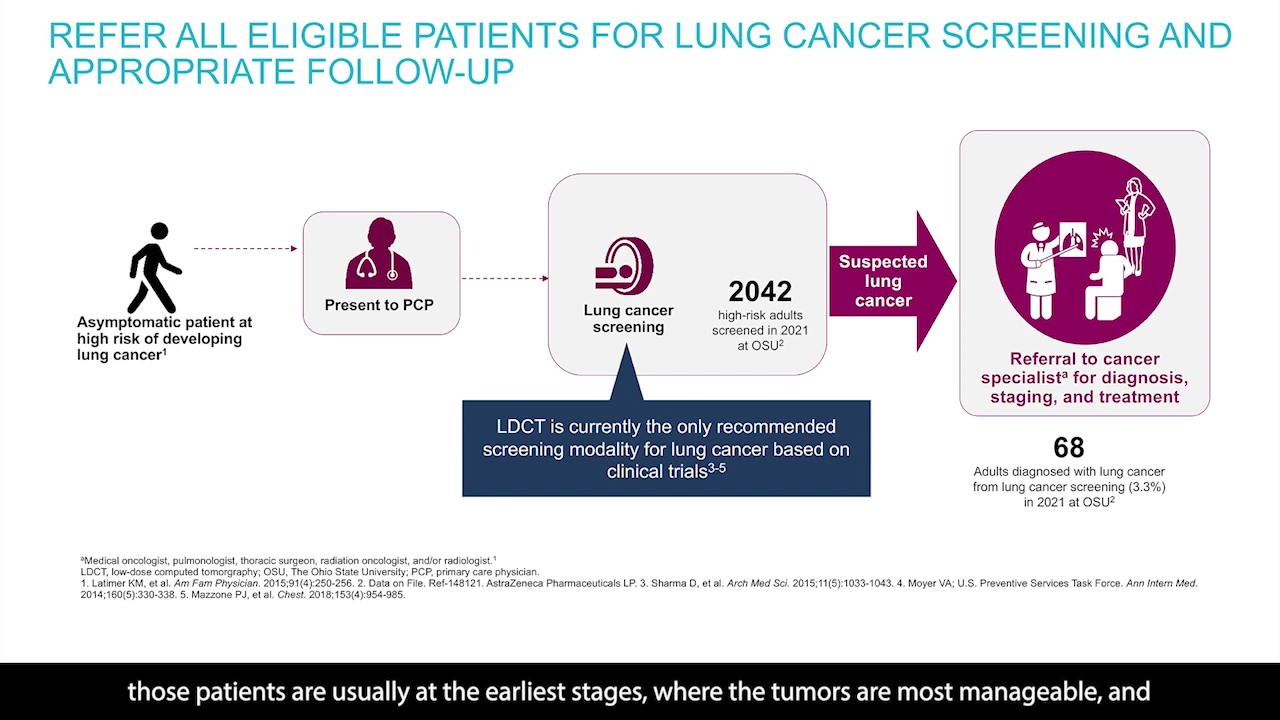 REFER ALL ELIGIBLE PATIENTS FOR LUNG CANCER SCREENING AND
APPROPRIATE FOLLOW-UP
Asymptomatic patient at
high risk of developing
lung cancer¹
Present to PCP
Lung cancer
screening
2042
high-risk adults
screened in 2021
at OSU²
LDCT is currently the only recommended
screening modality for lung cancer based on
clinical trials³⁻⁵
Suspected
lung
cancer
Referral to cancer
specialistᵃ for diagnosis,
staging, and treatment
68
Adults diagnosed with lung cancer
from lung cancer screening (3.3%)
in 2021 at OSU²
ᵃMedical oncologist, pulmonologist, thoracic surgeon, radiation oncologist, and/or radiologist.¹
LDCT, low-dose computed tomorgraphy; OSU, The Ohio State University; PCP, primary care physician.
1. Latimer KM, et al. Am Fam Physician. 2015;91(4):250-256. 2. Data on File. Ref-148121. AstraZeneca Pharmaceuticals LP. 3. Sharma D, et al. Arch Med Sci. 2015;11(5):1033-1043. 4. Moyer VA; U.S. Preventive Services Task Force. Ann Intern Med.
2014;160(5):330-338. 5. Mazzone PJ, et al. Chest. 2018;153(4):954-985.
those patients are usually at the earliest stages, where the tumors are most manageable, and